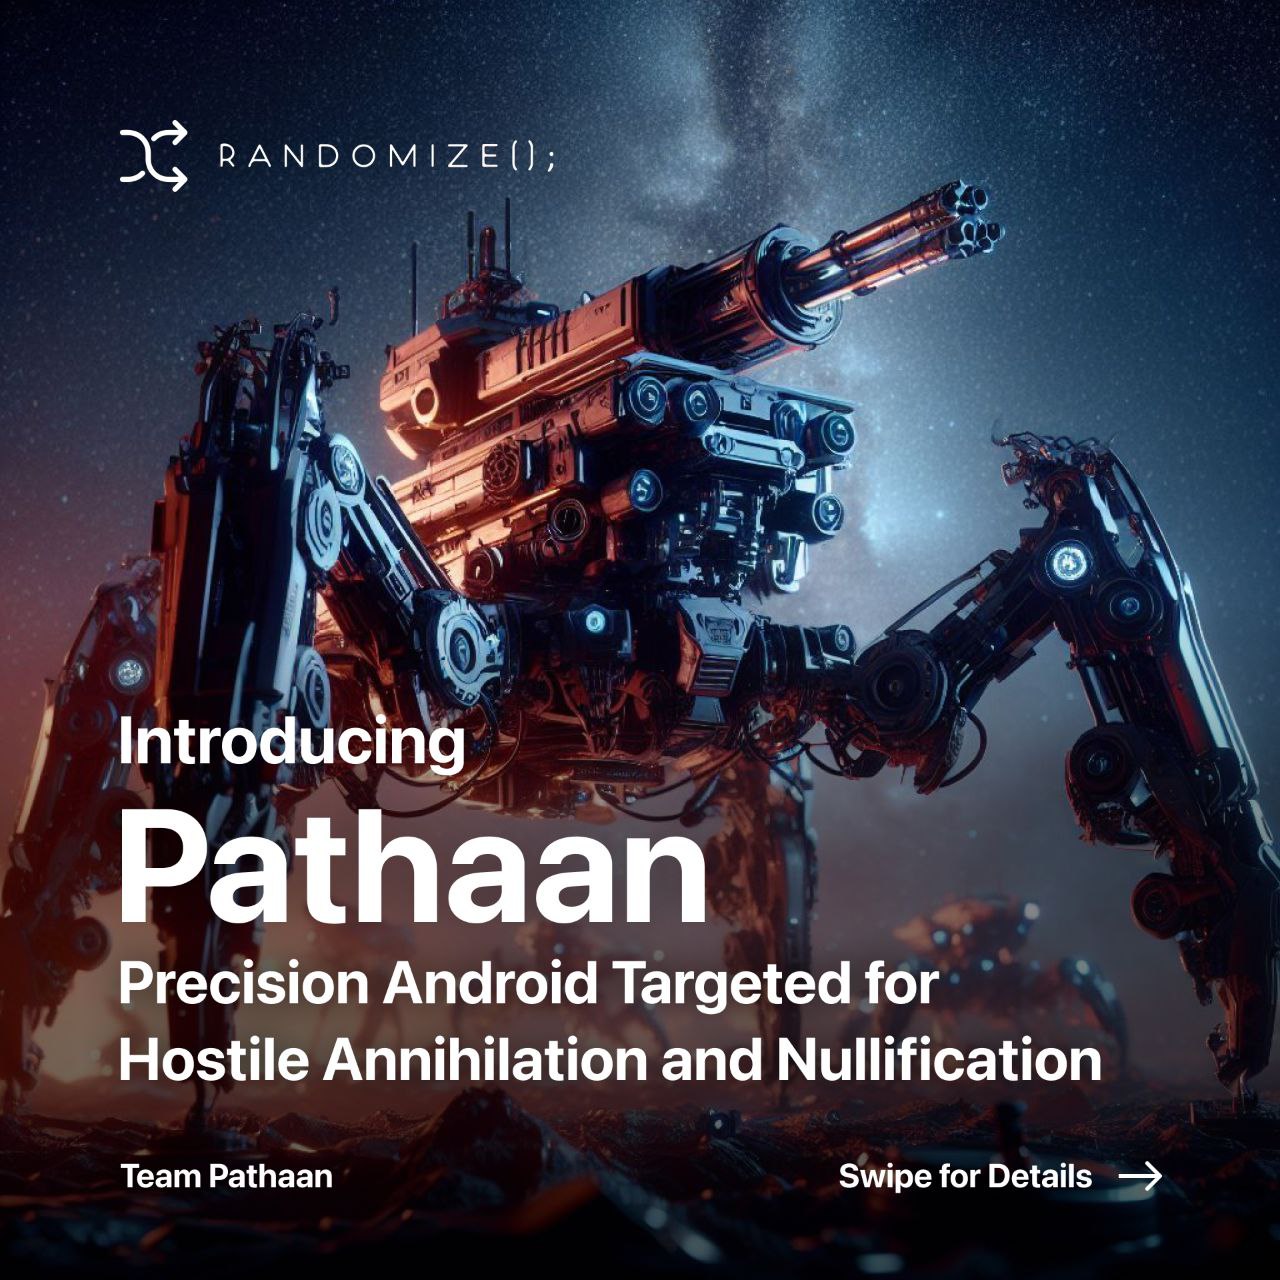 RANDOMIZE();
Introducing
Pathaan
Precision Android Targeted for
Hostile Annihilation and Nullification
Team Pathaan
Swipe for Details →